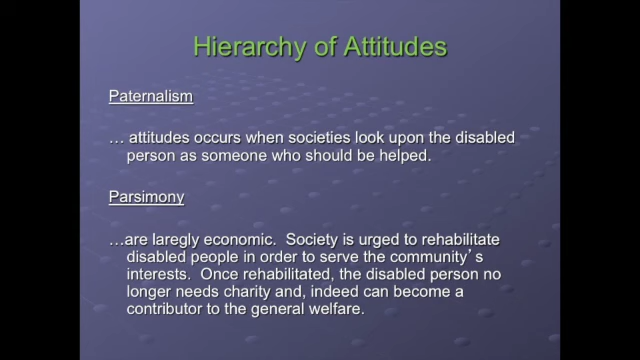 Hierarchy of Attitudes
Paternalism
… attitudes occurs when societies look upon the disabled
person as someone who should be helped.
Parsimony
…are laregly economic.  Society is urged to rehabilitate
disabled people in order to serve the community’s
interests.  Once rehabilitated, the disabled person no
longer needs charity and, indeed can become a
contributor to the general welfare.